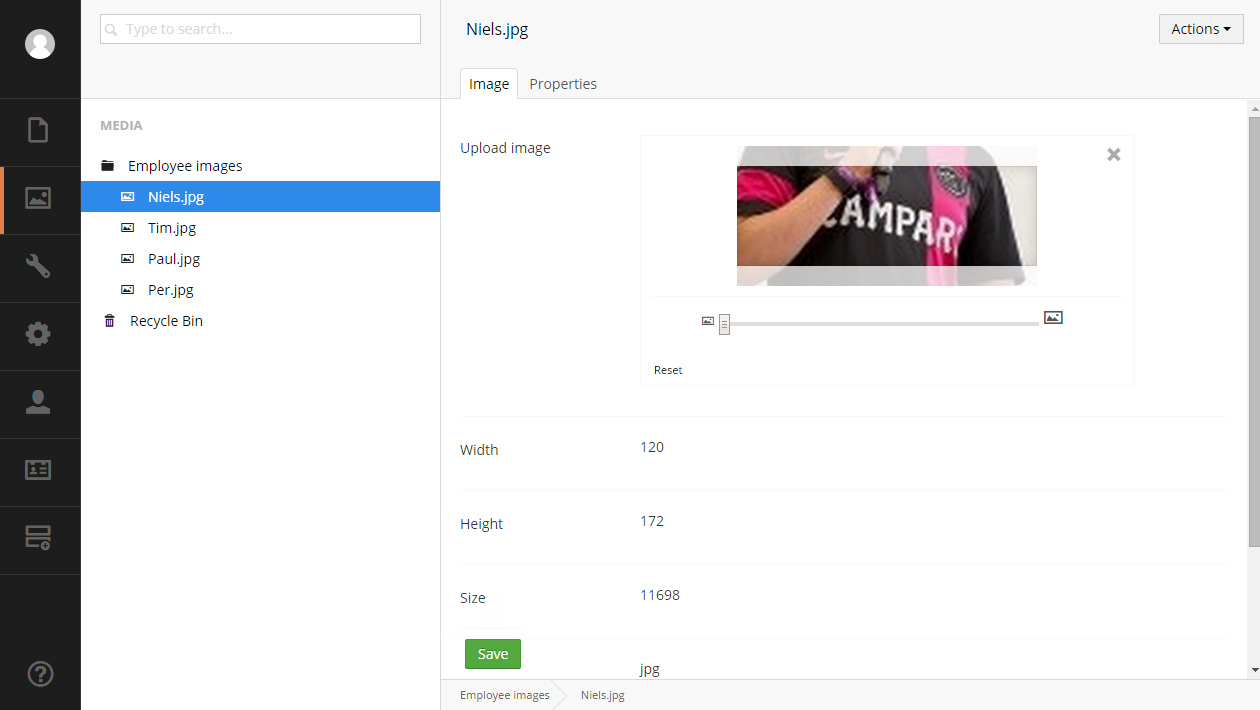 Type to search...
Niels.jpg
Actions
Image
Properties
MEDIA
Employee images
Niels.jpg
Tim.jpg
Paul.jpg
Per.jpg
Recycle Bin
Upload image
CAMPARI
Reset
Width
120
Height
172
Size
11698
jpg
Save
Employee images
Niels.jpg